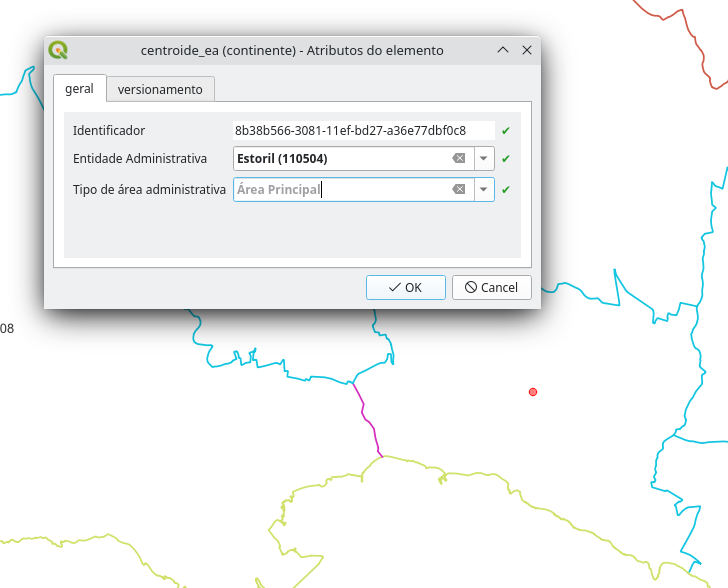 centroide_ea (continente) - Atributos do elemento
geral
versionamento
Identificador
8b38b566-3081-11ef-bd27-a36e77dbf0c8
Entidade Administrativa
Estoril (110504)
Tipo de área administrativa
Área Principal
OK
Cancel
08